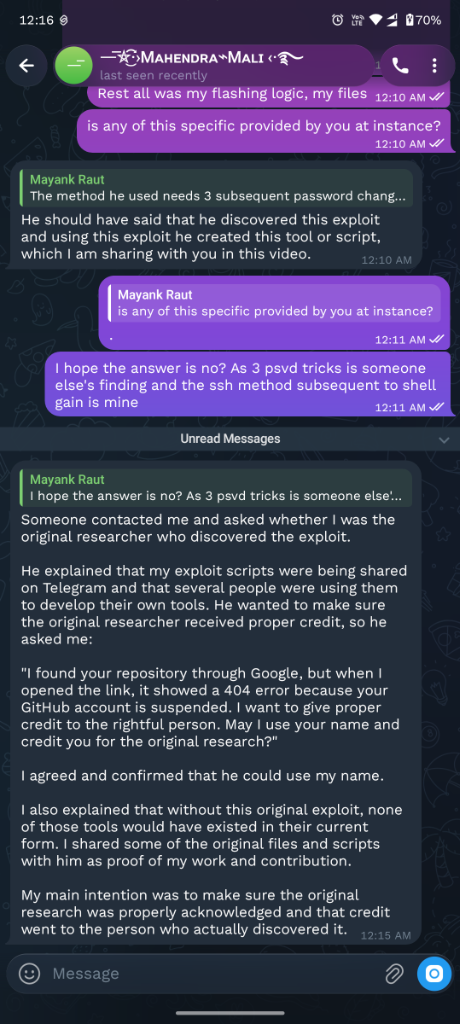 12:16
Vo LTE
70%
Mahendra Mali
last seen recently
1
Rest all was my flashing logic, my files 12:10 AM
is any of this specific provided by you at instance?
12:10 AM
Mayank Raut
The method he used needs 3 subsequent password chang...
He should have said that he discovered this exploit
and using this exploit he created this tool or script,
which I am sharing with you in this video.
12:10 AM
Mayank Raut
is any of this specific provided by you at instance?
.
12:11 AM
I hope the answer is no? As 3 psvd tricks is someone
else's finding and the ssh method subsequent to shell
gain is mine
12:11 AM
Unread Messages
Mayank Raut
I hope the answer is no? As 3 psvd tricks is someone else'...
Someone contacted me and asked whether I was the
original researcher who discovered the exploit.
He explained that my exploit scripts were being shared
on Telegram and that several people were using them
to develop their own tools. He wanted to make sure
the original researcher received proper credit, so he
asked me:
"I found your repository through Google, but when I
opened the link, it showed a 404 error because your
GitHub account is suspended. I want to give proper
credit to the rightful person. May I use your name and
credit you for the original research?"
I agreed and confirmed that he could use my name.
I also explained that without this original exploit, none
of those tools would have existed in their current
form. I shared some of the original files and scripts
with him as proof of my work and contribution.
My main intention was to make sure the original
research was properly acknowledged and that credit
went to the person who actually discovered it.
12:15 AM
Message